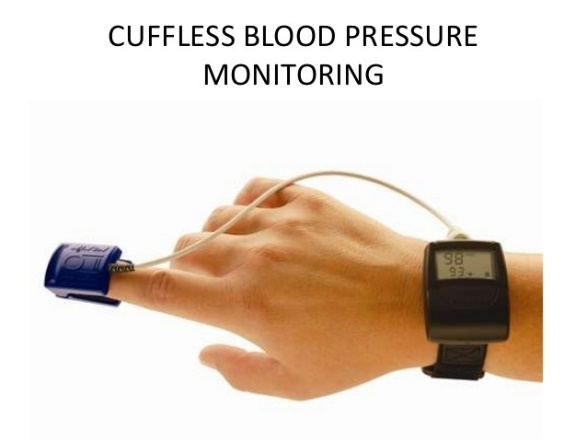 CUFFLESS BLOOD PRESSURE
MONITORING
98
93